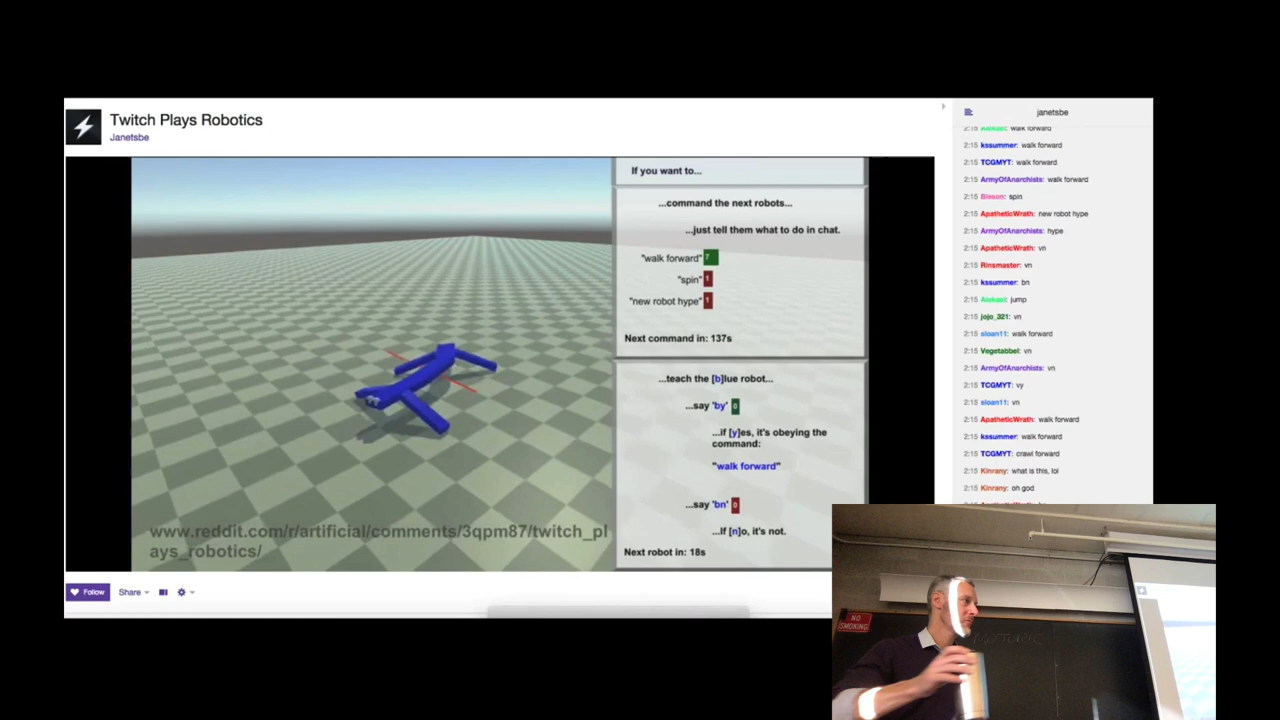 Twitch Plays Robotics
Janetsbe
If you want to...
...command the next robots...
...just tell them what to do in chat.
"walk forward" 7
"spin" 1
"new robot hype" 1
Next command in: 137s
...teach the [b]lue robot...
...say 'by' 0
...if [y]es, it's obeying the
command:
"walk forward"
...say 'bn' 0
...If [n]o, it's not.
Next robot in: 18s
www.reddit.com/r/artificial/comments/3qpm87/twitch_pl
ays_robotics/
Follow Share
janetsbe
2:15 Alekael: walk forward
2:15 kssummer: walk forward
2:15 TCGMYT: walk forward
2:15 ArmyOfAnarchists: walk forward
2:15 Bleson: spin
2:15 ApatheticWrath: new robot hype
2:15 ArmyOfAnarchists: hype
2:15 ApatheticWrath: vn
2:15 Rinsmaster: vn
2:15 kssummer: bn
2:15 Alekael: jump
2:15 jojo_321: vn
2:15 sloan11: walk forward
2:15 Vegetabbel: vn
2:15 ArmyOfAnarchists: vn
2:15 TCGMYT: vy
2:15 sloan11: vn
2:15 ApatheticWrath: walk forward
2:15 kssummer: walk forward
2:15 TCGMYT: crawl forward
2:15 Kinrany: what is this, lol
2:15 Kinrany: oh god
NO
SMOKING